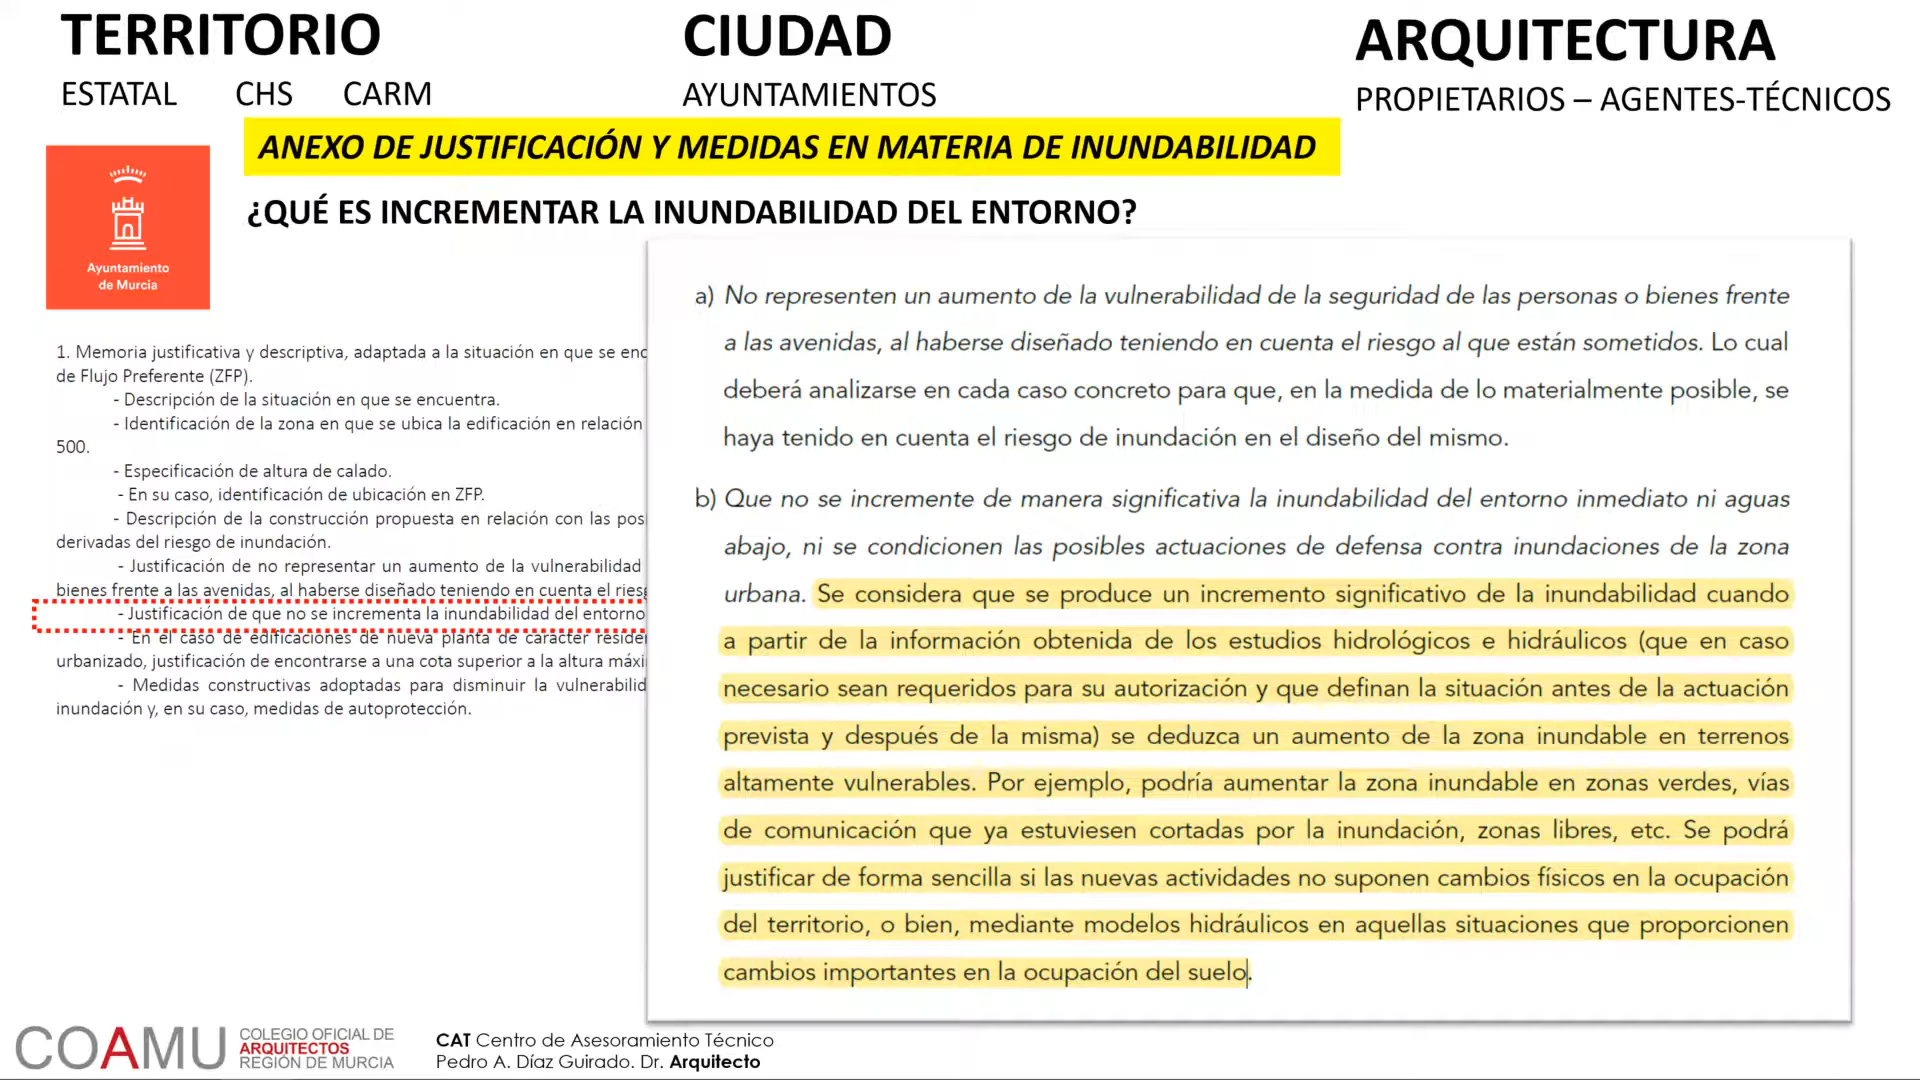 TERRITORIO
ESTATAL CHS CARM
CIUDAD
AYUNTAMIENTOS
ARQUITECTURA
PROPIETARIOS – AGENTES-TÉCNICOS
ANEXO DE JUSTIFICACIÓN Y MEDIDAS EN MATERIA DE INUNDABILIDAD
¿QUÉ ES INCREMENTAR LA INUNDABILIDAD DEL ENTORNO?
Ayuntamiento
de Murcia
1. Memoria justificativa y descriptiva, adaptada a la situación en que se enc
de Flujo Preferente (ZFP).
- Descripción de la situación en que se encuentra.
- Identificación de la zona en que se ubica la edificación en relación
500.
- Especificación de altura de calado.
- En su caso, identificación de ubicación en ZFP.
- Descripción de la construcción propuesta en relación con las posi
derivadas del riesgo de inundación.
- Justificación de no representar un aumento de la vulnerabilidad
bienes frente a las avenidas, al haberse diseñado teniendo en cuenta el riesg
- Justificación de que no se incrementa la inundabilidad del entorno
- En el caso de edificaciones de nueva planta de carácter resider
urbanizado, justificación de encontrarse a una cota superior a la altura máxi
- Medidas constructivas adoptadas para disminuir la vulnerabilid
inundación y, en su caso, medidas de autoprotección.
a) No representen un aumento de la vulnerabilidad de la seguridad de las personas o bienes frente
a las avenidas, al haberse diseñado teniendo en cuenta el riesgo al que están sometidos. Lo cual
deberá analizarse en cada caso concreto para que, en la medida de lo materialmente posible, se
haya tenido en cuenta el riesgo de inundación en el diseño del mismo.
b) Que no se incremente de manera significativa la inundabilidad del entorno inmediato ni aguas
abajo, ni se condicionen las posibles actuaciones de defensa contra inundaciones de la zona
urbana. Se considera que se produce un incremento significativo de la inundabilidad cuando
a partir de la información obtenida de los estudios hidrológicos e hidráulicos (que en caso
necesario sean requeridos para su autorización y que definan la situación antes de la actuación
prevista y después de la misma) se deduzca un aumento de la zona inundable en terrenos
altamente vulnerables. Por ejemplo, podría aumentar la zona inundable en zonas verdes, vías
de comunicación que ya estuviesen cortadas por la inundación, zonas libres, etc. Se podrá
justificar de forma sencilla si las nuevas actividades no suponen cambios físicos en la ocupación
del territorio, o bien, mediante modelos hidráulicos en aquellas situaciones que proporcionen
cambios importantes en la ocupación del suelo.
COAMU
COLEGIO OFICIAL DE
ARQUITECTOS
REGIÓN DE MURCIA
CAT Centro de Asesoramiento Técnico
Pedro A. Díaz Guirado. Dr. Arquitecto